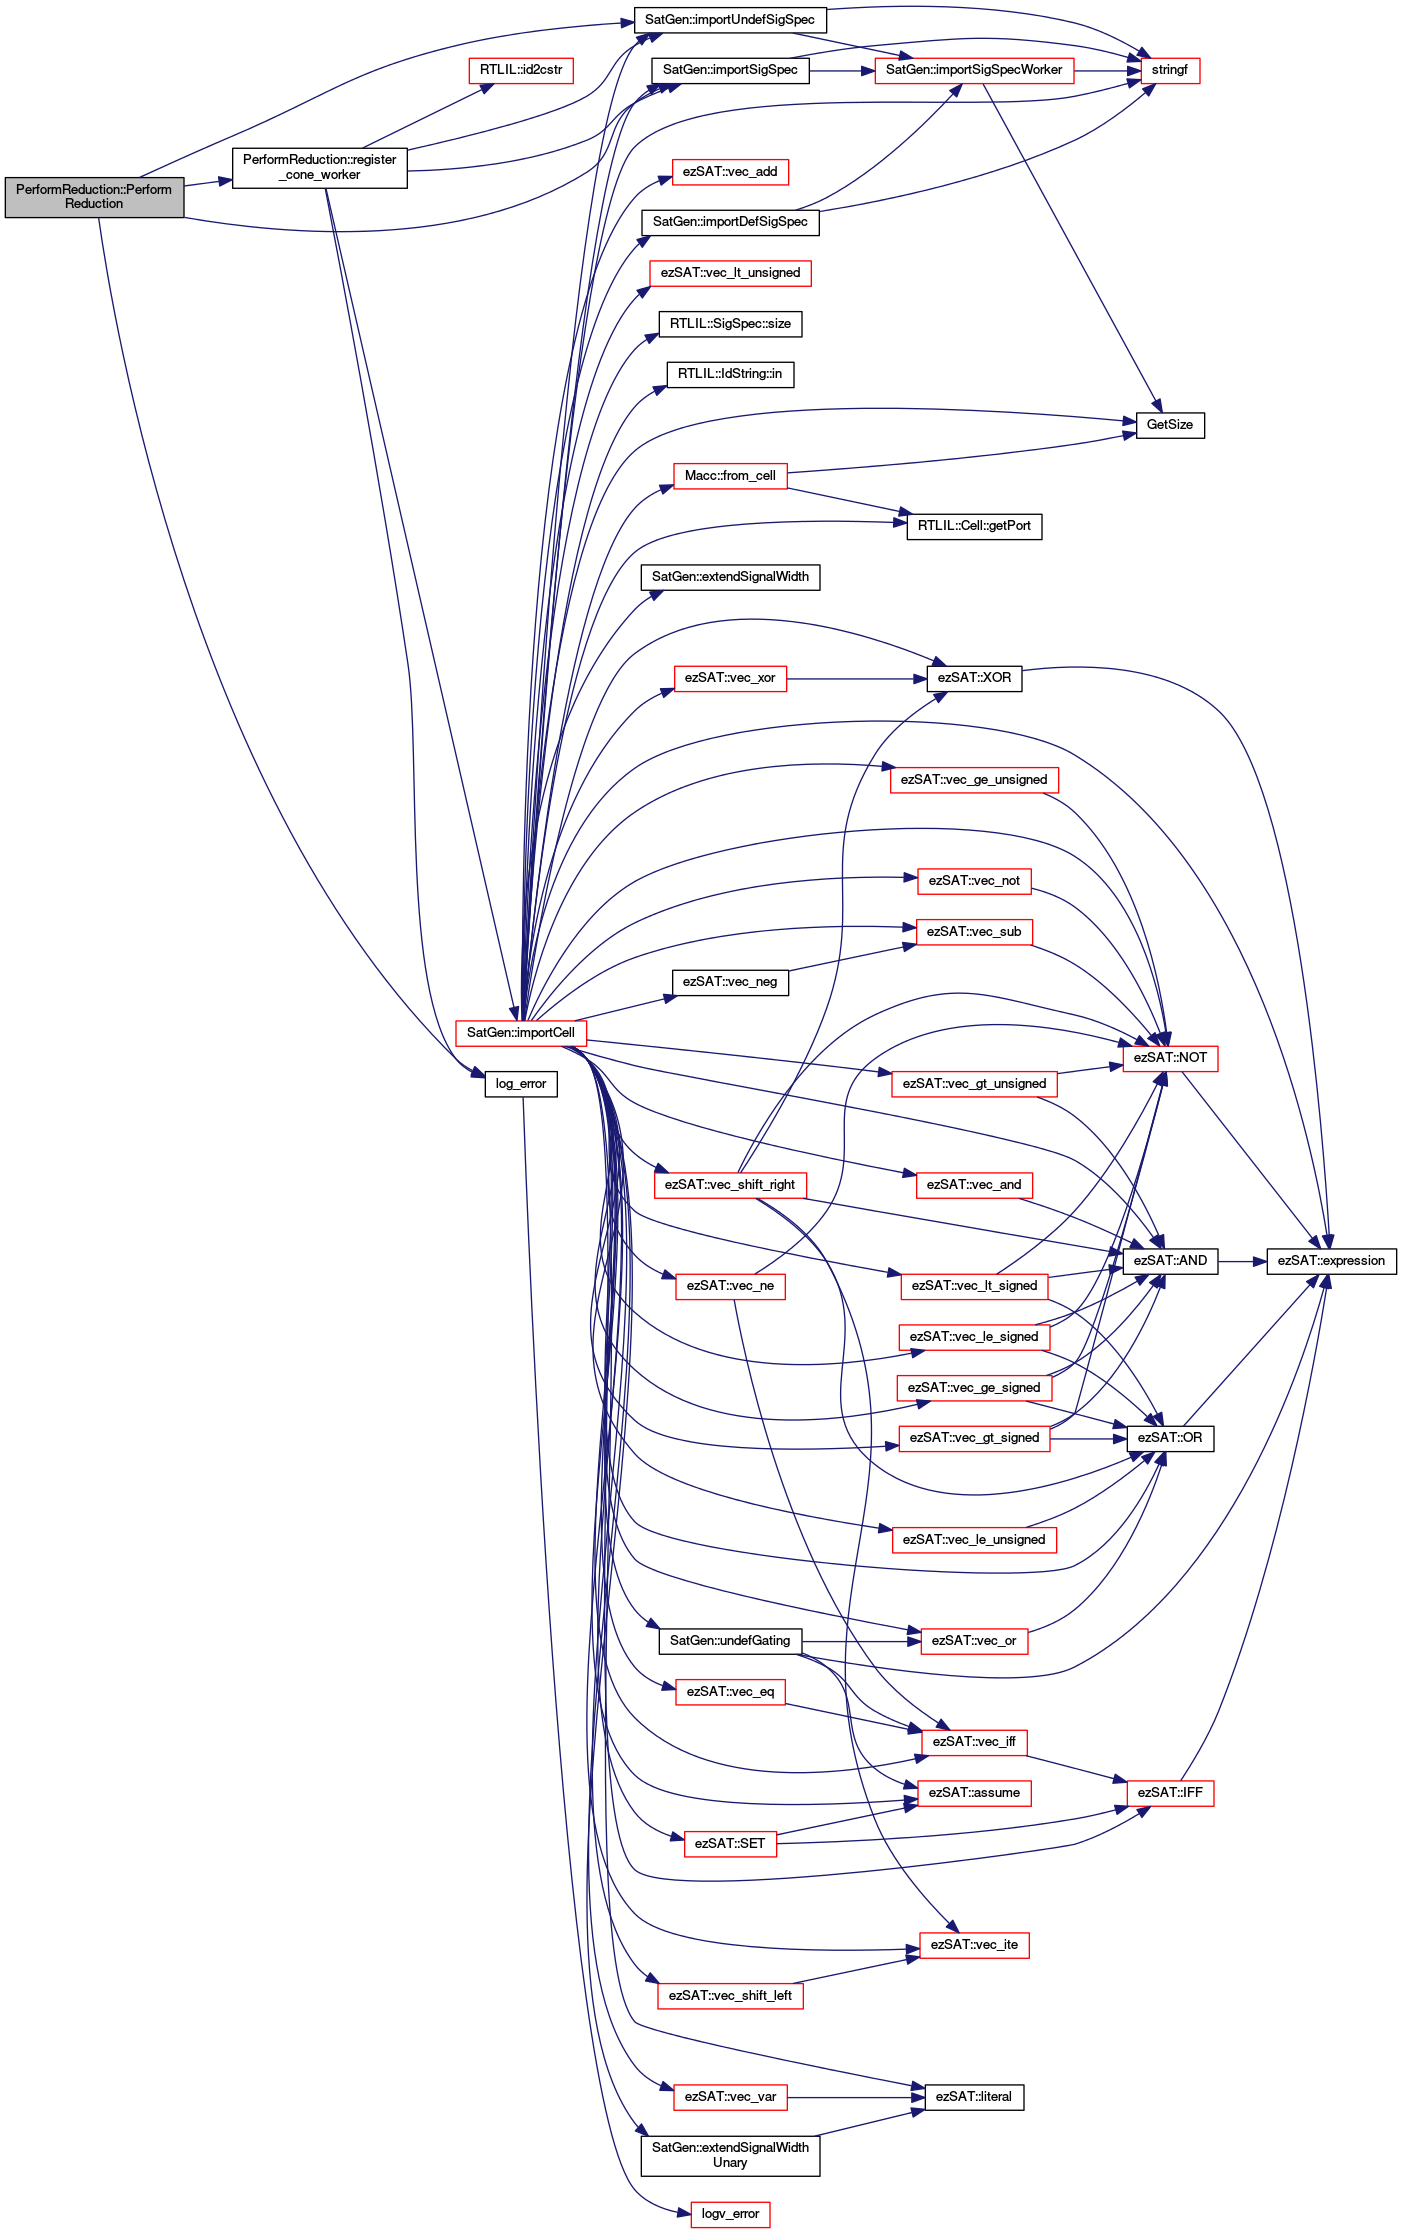 SatGen::importUndefSigSpec
RTLIL::id2cstr
SatGen::importSigSpec
SatGen::importSigSpecWorker
stringf
PerformReduction::register
_cone_worker
PerformReduction::Perform
Reduction
ezSAT::vec_add
SatGen::importDefSigSpec
ezSAT::vec_lt_unsigned
RTLIL::SigSpec::size
RTLIL::IdString::in
GetSize
Macc::from_cell
RTLIL::Cell::getPort
SatGen::extendSignalWidth
ezSAT::vec_xor
ezSAT::XOR
ezSAT::vec_ge_unsigned
ezSAT::vec_not
ezSAT::vec_sub
ezSAT::vec_neg
SatGen::importCell
ezSAT::NOT
log_error
ezSAT::vec_gt_unsigned
ezSAT::vec_shift_right
ezSAT::vec_and
ezSAT::AND
ezSAT::expression
ezSAT::vec_ne
ezSAT::vec_lt_signed
ezSAT::vec_le_signed
ezSAT::vec_ge_signed
ezSAT::vec_gt_signed
ezSAT::OR
ezSAT::vec_le_unsigned
SatGen::undefGating
ezSAT::vec_or
ezSAT::vec_eq
ezSAT::vec_iff
ezSAT::assume
ezSAT::IFF
ezSAT::SET
ezSAT::vec_ite
ezSAT::vec_shift_left
ezSAT::vec_var
ezSAT::literal
SatGen::extendSignalWidth
Unary
logv_error